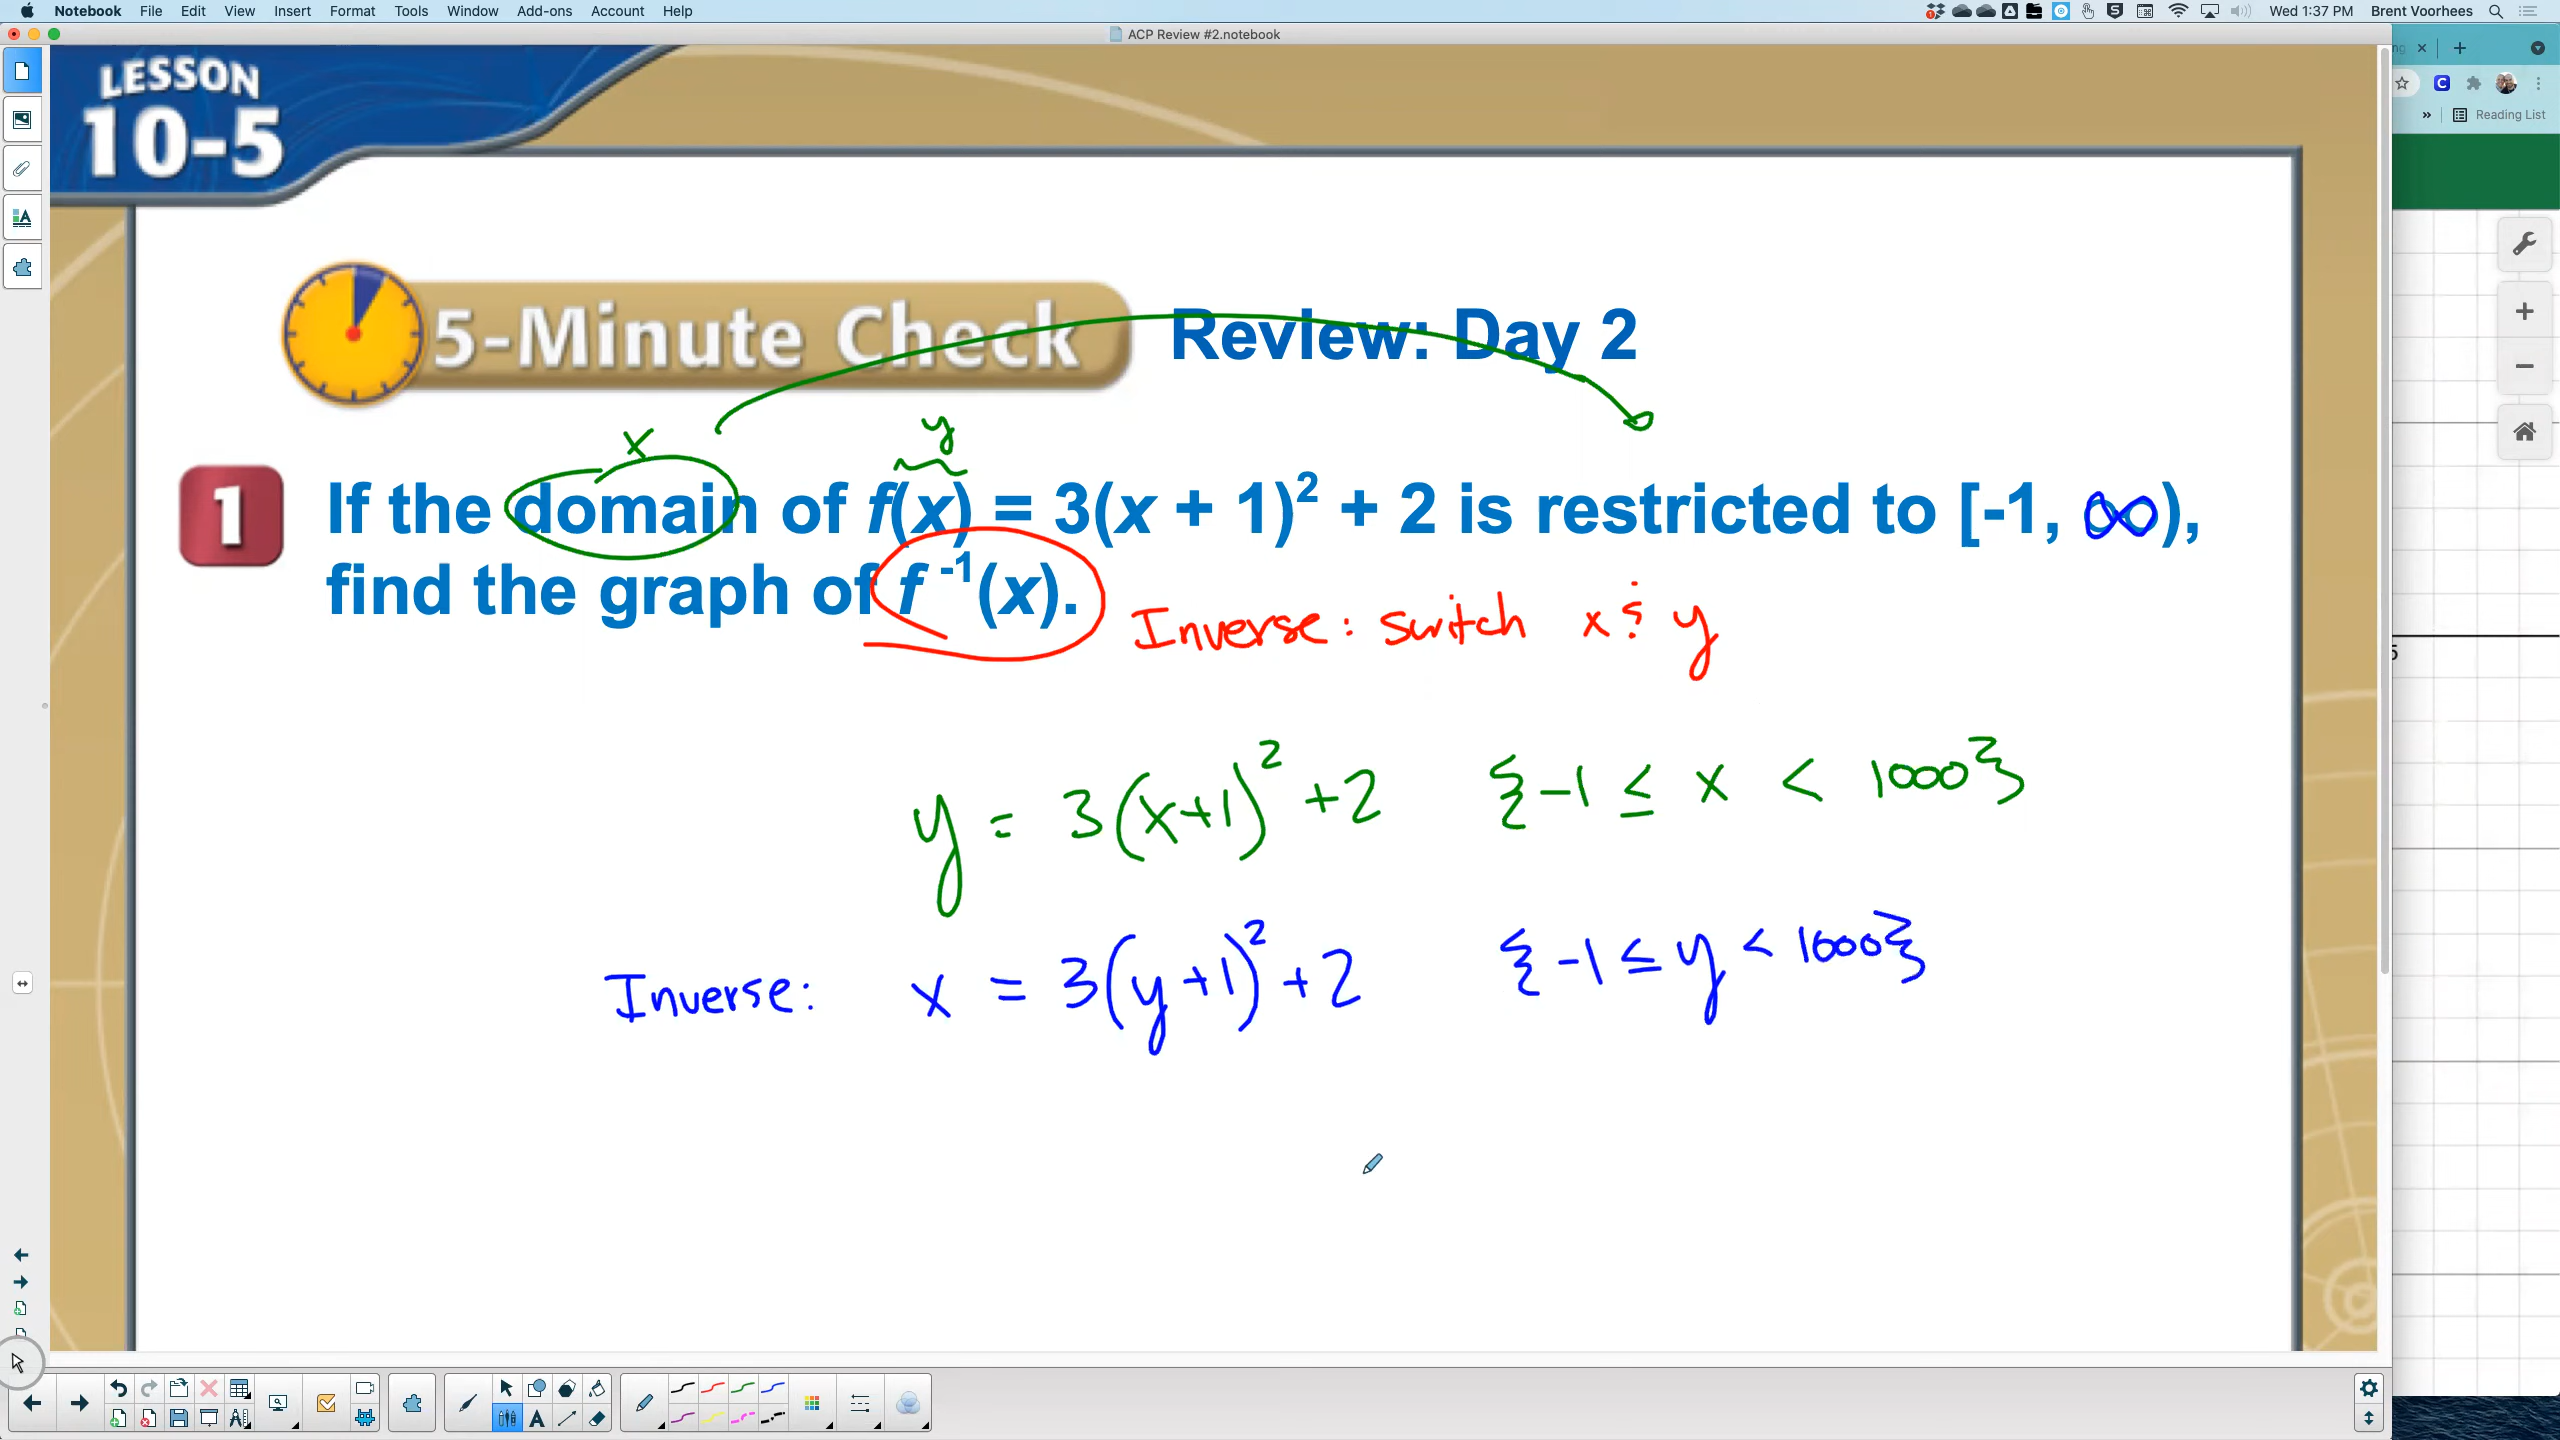 Notebook File Edit View Insert Format Tools Window Add-ons Account Help Wed 1:37 PM Brent Voorhees
ACP Review #2.notebook
Reading List
LESSON
10-5
5-Minute Check Review: Day 2
x y
1 If the domain of f(x) = 3(x + 1)² + 2 is restricted to [-1, ∞),
find the graph of f⁻¹(x).
Inverse: switch x & y
y = 3(x+1)² +2 {-1 ≤ x < 1000}
Inverse: x = 3(y+1)² +2 {-1 ≤ y < 1000}
5